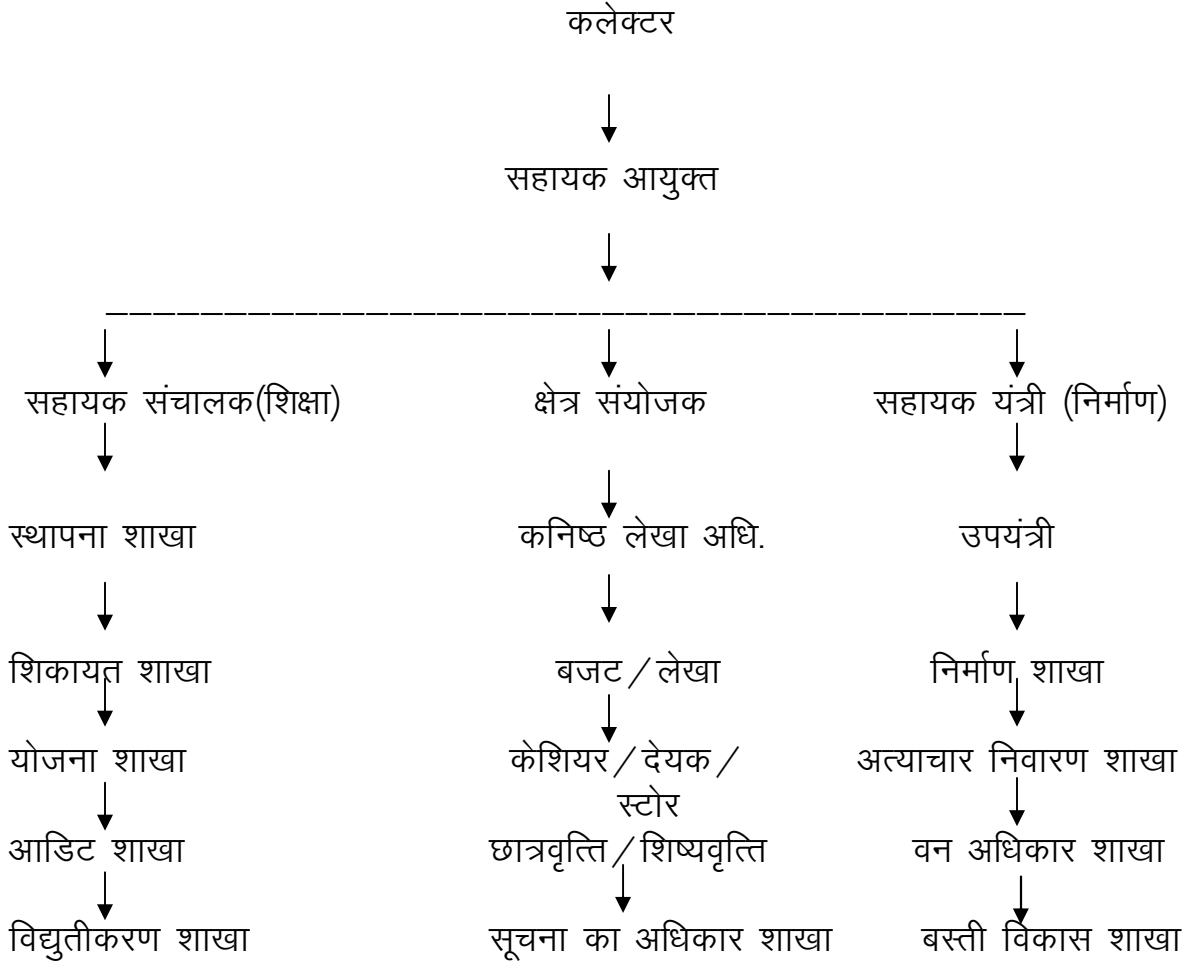 कलेक्टर
सहायक आयुक्त
सहायक संचालक(शिक्षा) क्षेत्र संयोजक सहायक यंत्री (निर्माण)
स्थापना शाखा कनिष्ठ लेखा अधि. उपयंत्री
शिकायत शाखा बजट/लेखा निर्माण शाखा
योजना शाखा केशियर/देयक/ अत्याचार निवारण शाखा
स्टोर
आडिट शाखा छात्रवृत्ति/शिष्यवृत्ति वन अधिकार शाखा
विद्युतीकरण शाखा सूचना का अधिकार शाखा बस्ती विकास शाखा